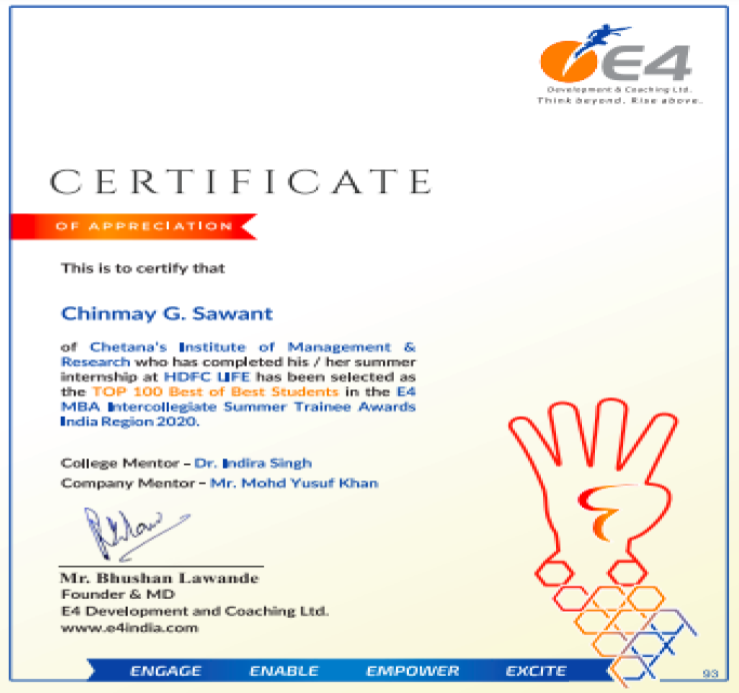 E4
Development & Coaching Ltd.
Think beyond. Rise above.
CERTIFICATE
OF APPRECIATION
This is to certify that
Chinmay G. Sawant
of Chetana's Institute of Management &
Research who has completed his / her summer
internship at HDFC LIFE has been selected as
the TOP 100 Best of Best Students in the E4
MBA Intercollegiate Summer Trainee Awards
India Region 2020.
College Mentor – Dr. Indira Singh
Company Mentor – Mr. Mohd Yusuf Khan
Mr. Bhushan Lawande
Founder & MD
E4 Development and Coaching Ltd.
www.e4india.com
ENGAGE ENABLE EMPOWER EXCITE
93